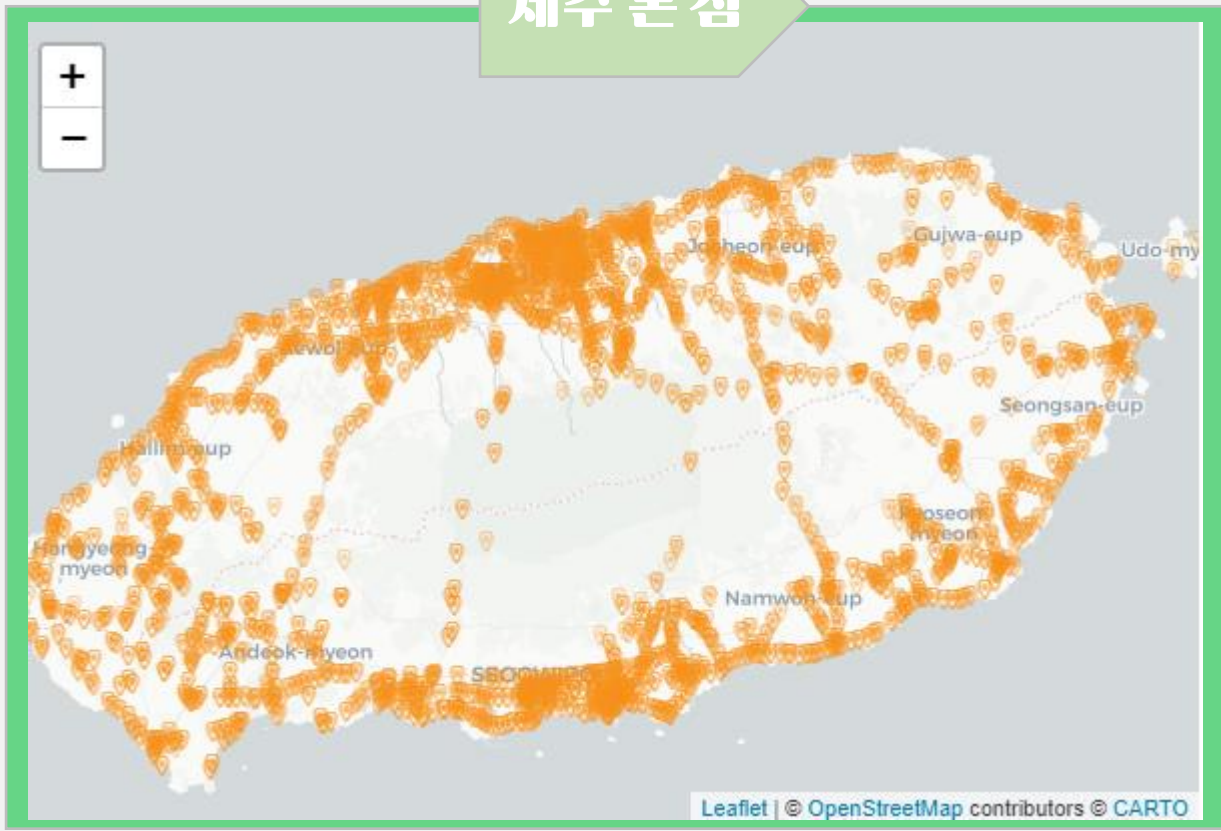 +
−
Jocheon-eup
Gujwa-eup
Udo-my
Aewol-eup
Seongsan-eup
Hallim-eup
Pyoseon-
myeon
Hangyeong-
myeon
Namwon-eup
Andeok-myeon
SEOGWIPO
Leaflet | © OpenStreetMap contributors © CARTO